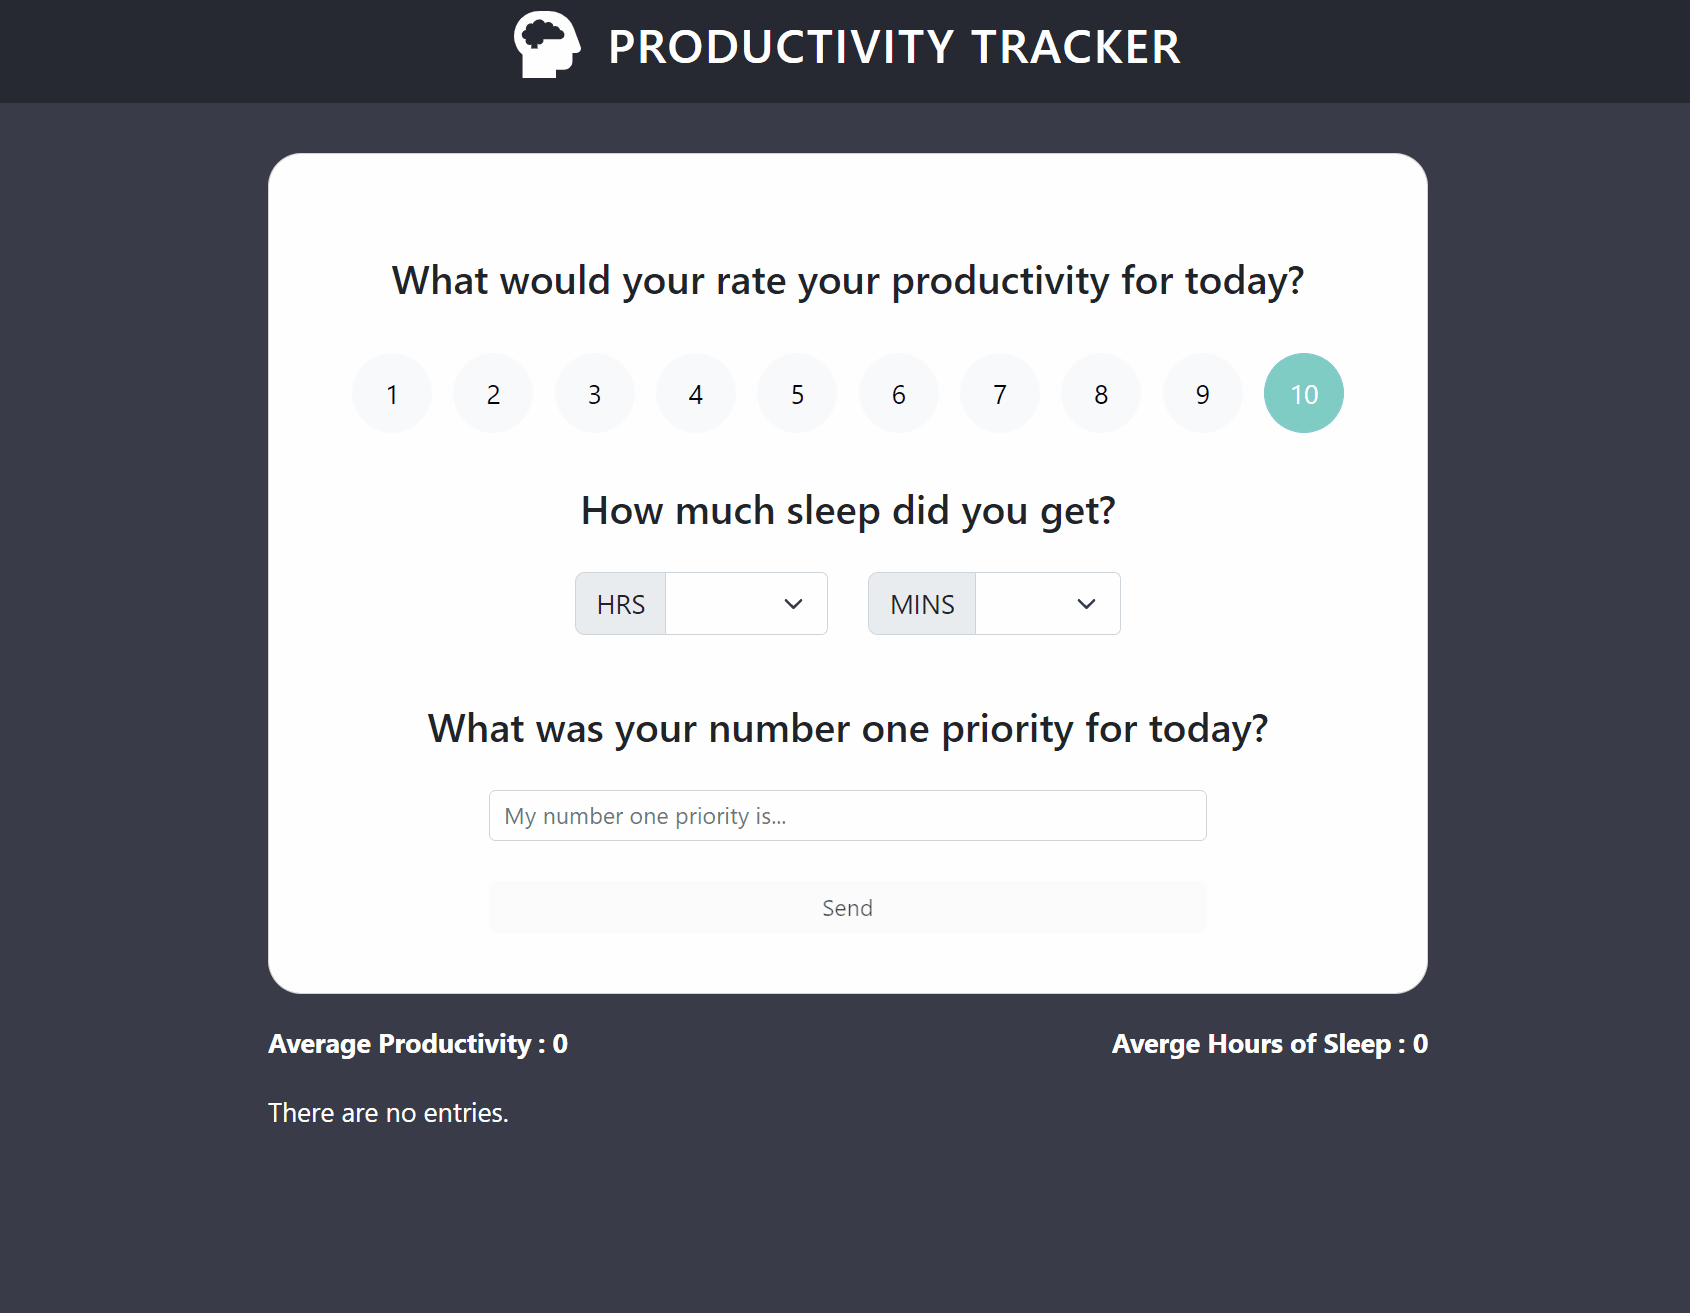 PRODUCTIVITY TRACKER
What would your rate your productivity for today?
1 2 3 4 5 6 7 8 9 10
How much sleep did you get?
HRS MINS
What was your number one priority for today?
My number one priority is...
Send
Average Productivity : 0 Averge Hours of Sleep : 0
There are no entries.